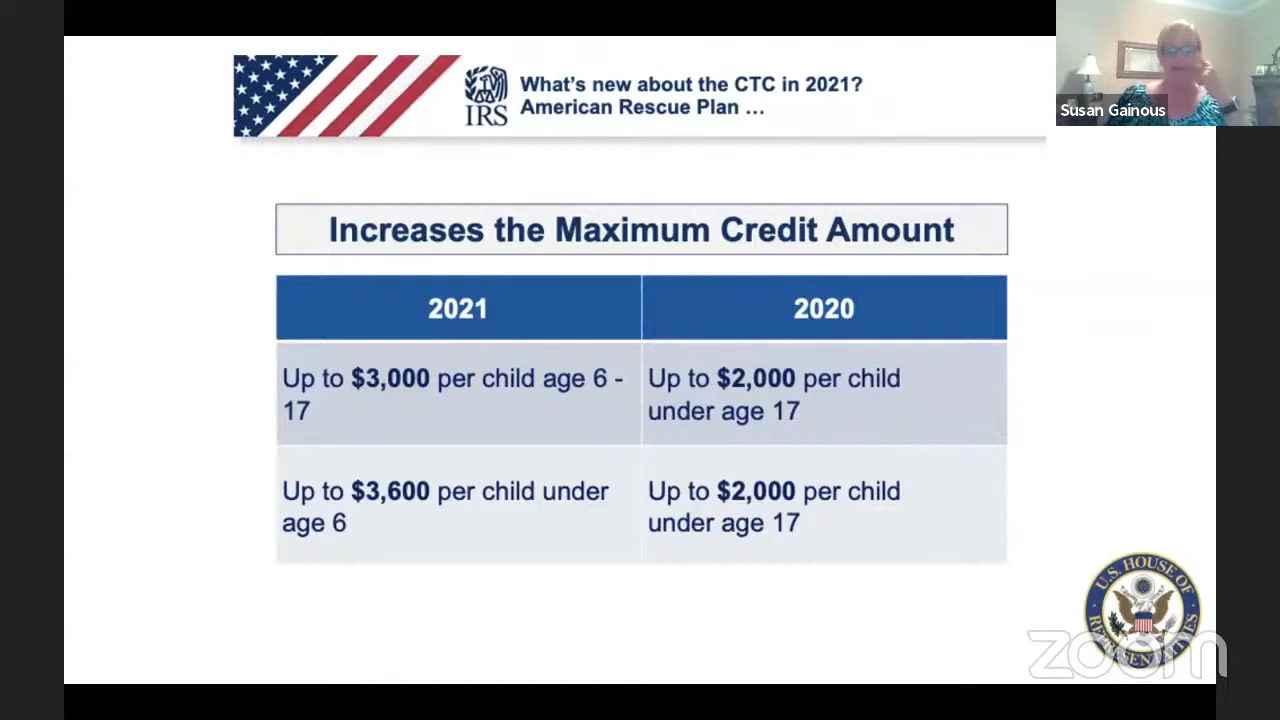 What's new about the CTC in 2021?
American Rescue Plan ...
IRS
Susan Gainous
Increases the Maximum Credit Amount
2021
2020
Up to $3,000 per child age 6 -
17
Up to $2,000 per child
under age 17
Up to $3,600 per child under
age 6
Up to $2,000 per child
under age 17
U.S. HOUSE OF
REPRESENTATIVES
zoom